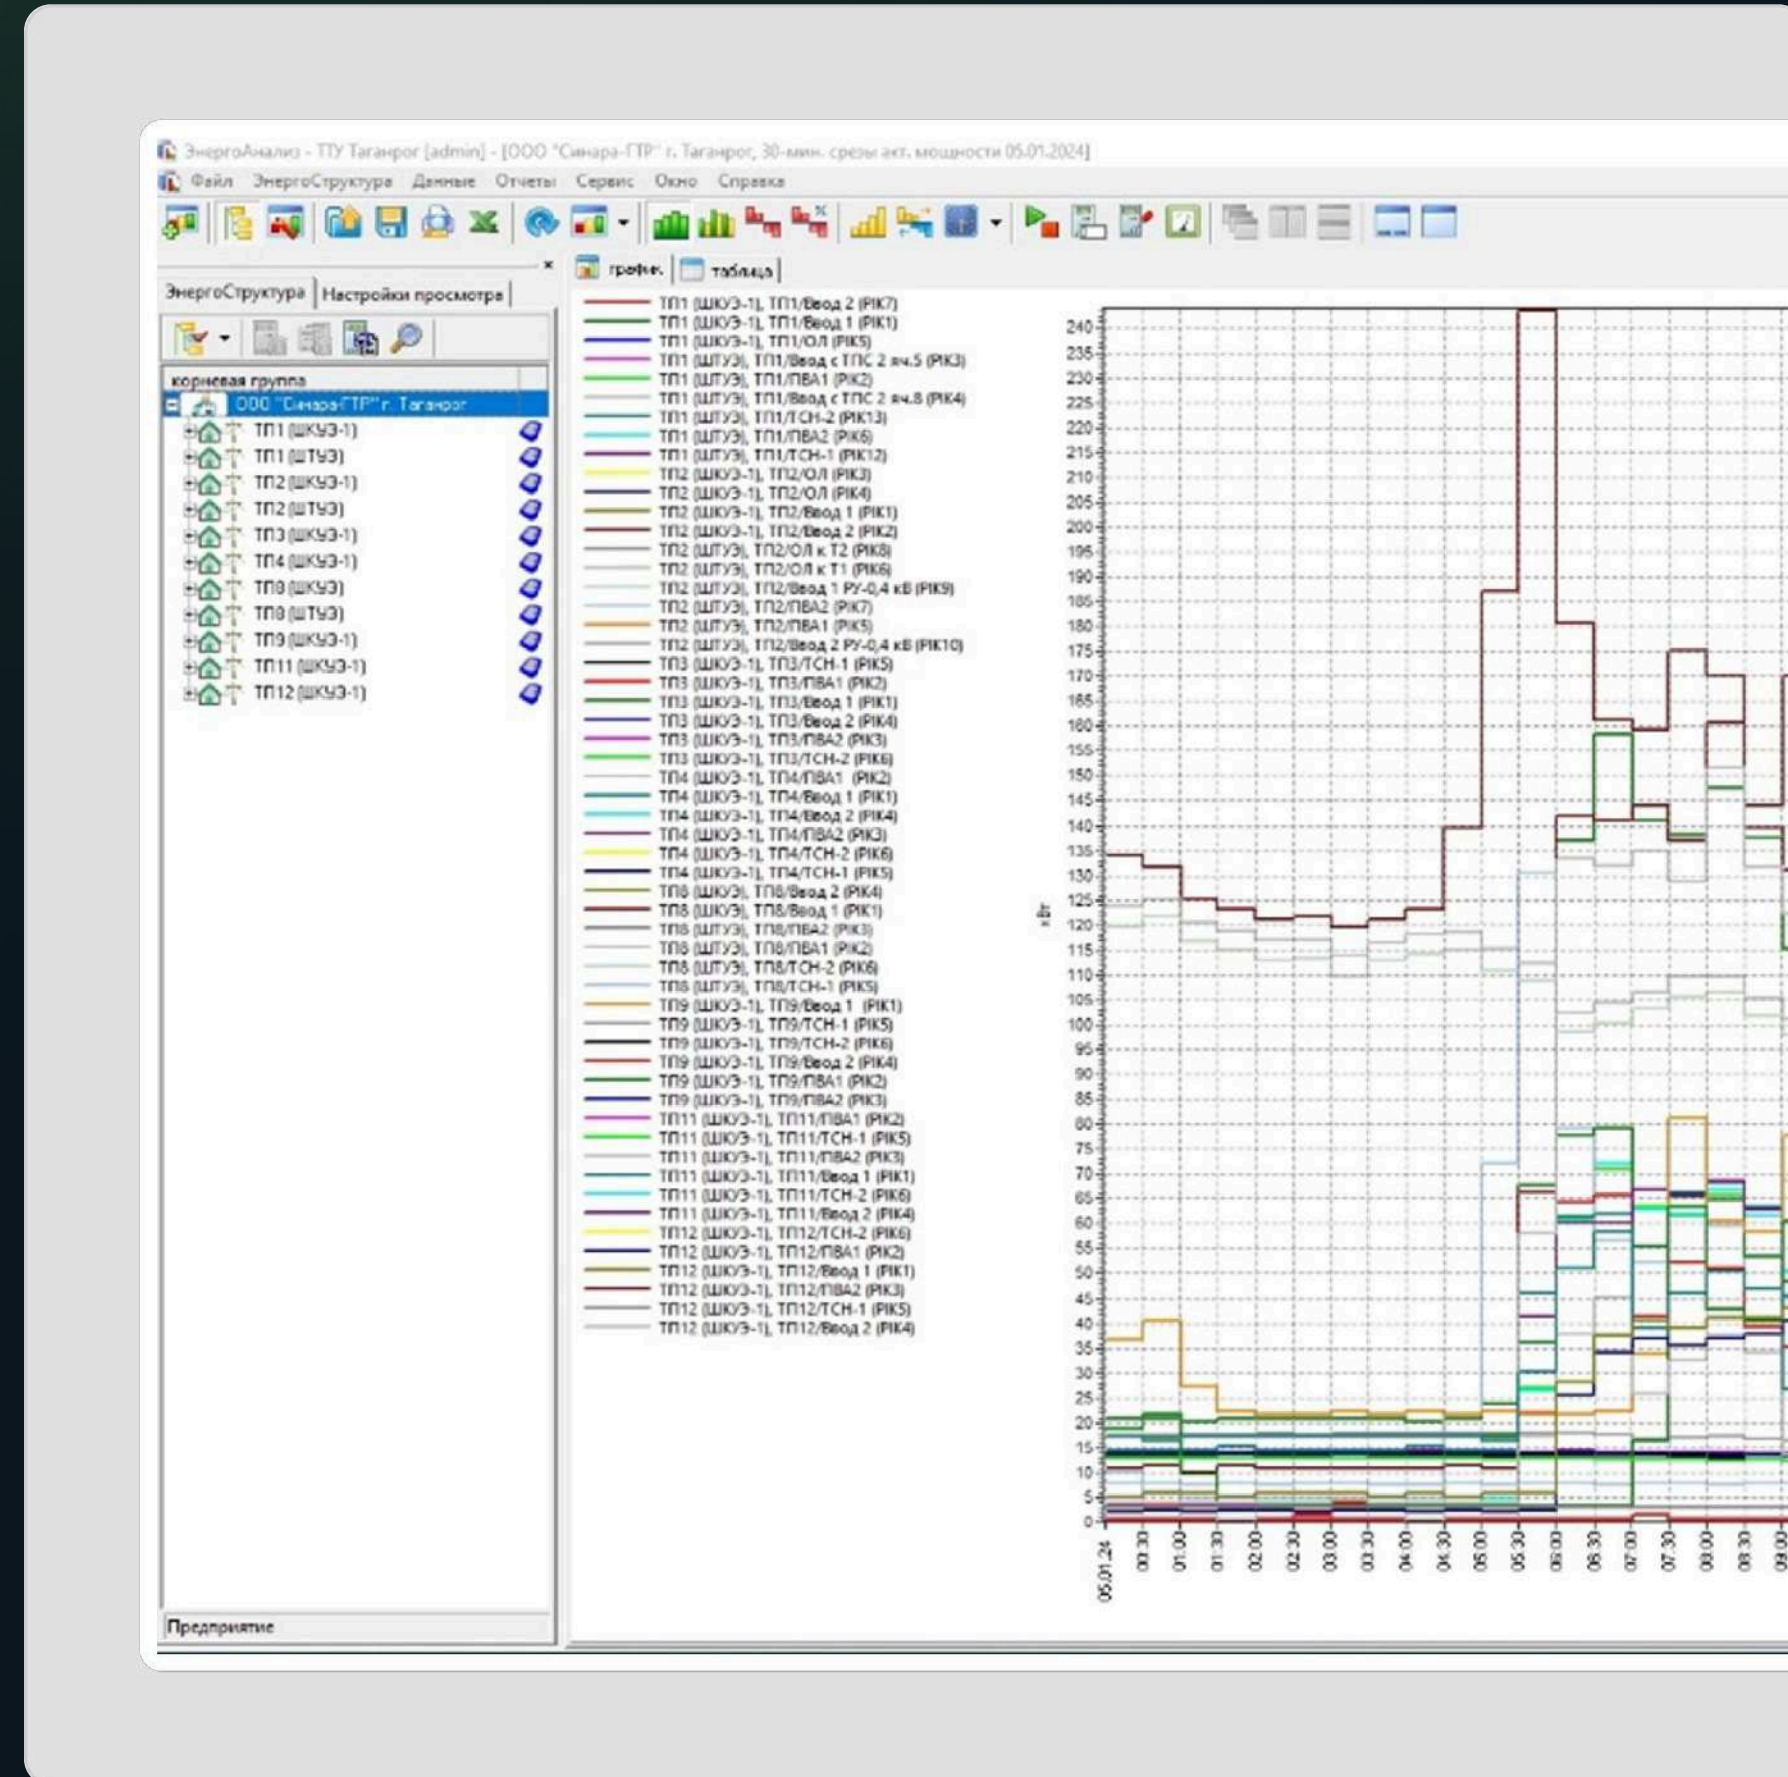 ЭнергоАнализ - ТТУ Таганрог [admin] - [ООО "Синара-ГТР" г. Таганрог, 30-мин. срезы акт. мощности 05.01.2024]
Файл ЭнергоСтруктура Данные Отчеты Сервис Окно Справка
ЭнергоСтруктура Настройки просмотра
корневая группа
ООО "Синара-ГТР" г. Таганрог
ТП1 (ШКУЭ-1)
ТП1 (ШТУЭ)
ТП2 (ШКУЭ-1)
ТП2 (ШТУЭ)
ТП3 (ШКУЭ-1)
ТП4 (ШКУЭ-1)
ТП8 (ШКУЭ)
ТП8 (ШТУЭ)
ТП9 (ШКУЭ-1)
ТП11 (ШКУЭ-1)
ТП12 (ШКУЭ-1)
Предприятие
график таблица
ТП1 (ШКУЭ-1), ТП1/Ввод 2 (PIK7)
ТП1 (ШКУЭ-1), ТП1/Ввод 1 (PIK1)
ТП1 (ШКУЭ-1), ТП1/ОЛ (PIK5)
ТП1 (ШТУЭ), ТП1/Ввод с ТПС 2 яч.5 (PIK3)
ТП1 (ШТУЭ), ТП1/ПВА1 (PIK2)
ТП1 (ШТУЭ), ТП1/Ввод с ТПС 2 яч.8 (PIK4)
ТП1 (ШТУЭ), ТП1/ТСН-2 (PIK13)
ТП1 (ШТУЭ), ТП1/ПВА2 (PIK6)
ТП1 (ШТУЭ), ТП1/ТСН-1 (PIK12)
ТП2 (ШКУЭ-1), ТП2/ОЛ (PIK3)
ТП2 (ШКУЭ-1), ТП2/ОЛ (PIK4)
ТП2 (ШКУЭ-1), ТП2/Ввод 1 (PIK1)
ТП2 (ШКУЭ-1), ТП2/Ввод 2 (PIK2)
ТП2 (ШТУЭ), ТП2/ОЛ к Т2 (PIK8)
ТП2 (ШТУЭ), ТП2/ОЛ к Т1 (PIK6)
ТП2 (ШТУЭ), ТП2/Ввод 1 РУ-0,4 кВ (PIK9)
ТП2 (ШТУЭ), ТП2/ПВА2 (PIK7)
ТП2 (ШТУЭ), ТП2/ПВА1 (PIK5)
ТП2 (ШТУЭ), ТП2/Ввод 2 РУ-0,4 кВ (PIK10)
ТП3 (ШКУЭ-1), ТП3/ТСН-1 (PIK5)
ТП3 (ШКУЭ-1), ТП3/ПВА1 (PIK2)
ТП3 (ШКУЭ-1), ТП3/Ввод 1 (PIK1)
ТП3 (ШКУЭ-1), ТП3/Ввод 2 (PIK4)
ТП3 (ШКУЭ-1), ТП3/ПВА2 (PIK3)
ТП3 (ШКУЭ-1), ТП3/ТСН-2 (PIK6)
ТП4 (ШКУЭ-1), ТП4/ПВА1 (PIK2)
ТП4 (ШКУЭ-1), ТП4/Ввод 1 (PIK1)
ТП4 (ШКУЭ-1), ТП4/Ввод 2 (PIK4)
ТП4 (ШКУЭ-1), ТП4/ПВА2 (PIK3)
ТП4 (ШКУЭ-1), ТП4/ТСН-2 (PIK6)
ТП4 (ШКУЭ-1), ТП4/ТСН-1 (PIK5)
ТП8 (ШКУЭ), ТП8/Ввод 2 (PIK4)
ТП8 (ШКУЭ), ТП8/Ввод 1 (PIK1)
ТП8 (ШТУЭ), ТП8/ПВА2 (PIK3)
ТП8 (ШТУЭ), ТП8/ПВА1 (PIK2)
ТП8 (ШТУЭ), ТП8/ТСН-2 (PIK6)
ТП8 (ШТУЭ), ТП8/ТСН-1 (PIK5)
ТП9 (ШКУЭ-1), ТП9/Ввод 1 (PIK1)
ТП9 (ШКУЭ-1), ТП9/ТСН-1 (PIK5)
ТП9 (ШКУЭ-1), ТП9/ТСН-2 (PIK6)
ТП9 (ШКУЭ-1), ТП9/Ввод 2 (PIK4)
ТП9 (ШКУЭ-1), ТП9/ПВА1 (PIK2)
ТП9 (ШКУЭ-1), ТП9/ПВА2 (PIK3)
ТП11 (ШКУЭ-1), ТП11/ПВА1 (PIK2)
ТП11 (ШКУЭ-1), ТП11/ТСН-1 (PIK5)
ТП11 (ШКУЭ-1), ТП11/ПВА2 (PIK3)
ТП11 (ШКУЭ-1), ТП11/Ввод 1 (PIK1)
ТП11 (ШКУЭ-1), ТП11/ТСН-2 (PIK6)
ТП11 (ШКУЭ-1), ТП11/Ввод 2 (PIK4)
ТП12 (ШКУЭ-1), ТП12/ТСН-2 (PIK6)
ТП12 (ШКУЭ-1), ТП12/ПВА1 (PIK2)
ТП12 (ШКУЭ-1), ТП12/Ввод 1 (PIK1)
ТП12 (ШКУЭ-1), ТП12/ПВА2 (PIK3)
ТП12 (ШКУЭ-1), ТП12/ТСН-1 (PIK5)
ТП12 (ШКУЭ-1), ТП12/Ввод 2 (PIK4)
кВт
240
235
230
225
220
215
210
205
200
195
190
185
180
175
170
165
160
155
150
145
140
135
130
125
120
115
110
105
100
95
90
85
80
75
70
65
60
55
50
45
40
35
30
25
20
15
10
5
0
05.01.24 00:30 01:00 01:30 02:00 02:30 03:00 03:30 04:00 04:30 05:00 05:30 06:00 06:30 07:00 07:30 08:00 08:30